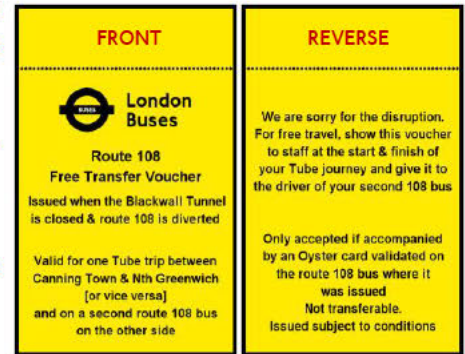 FRONT
BUSES
London
Buses
Route 108
Free Transfer Voucher
Issued when the Blackwall Tunnel
is closed & route 108 is diverted
Valid for one Tube trip between
Canning Town & Nth Greenwich
[or vice versa]
and on a second route 108 bus
on the other side
REVERSE
We are sorry for the disruption.
For free travel, show this voucher
to staff at the start & finish of
your Tube journey and give it to
the driver of your second 108 bus
Only accepted if accompanied
by an Oyster card validated on
the route 108 bus where it
was issued
Not transferable.
Issued subject to conditions